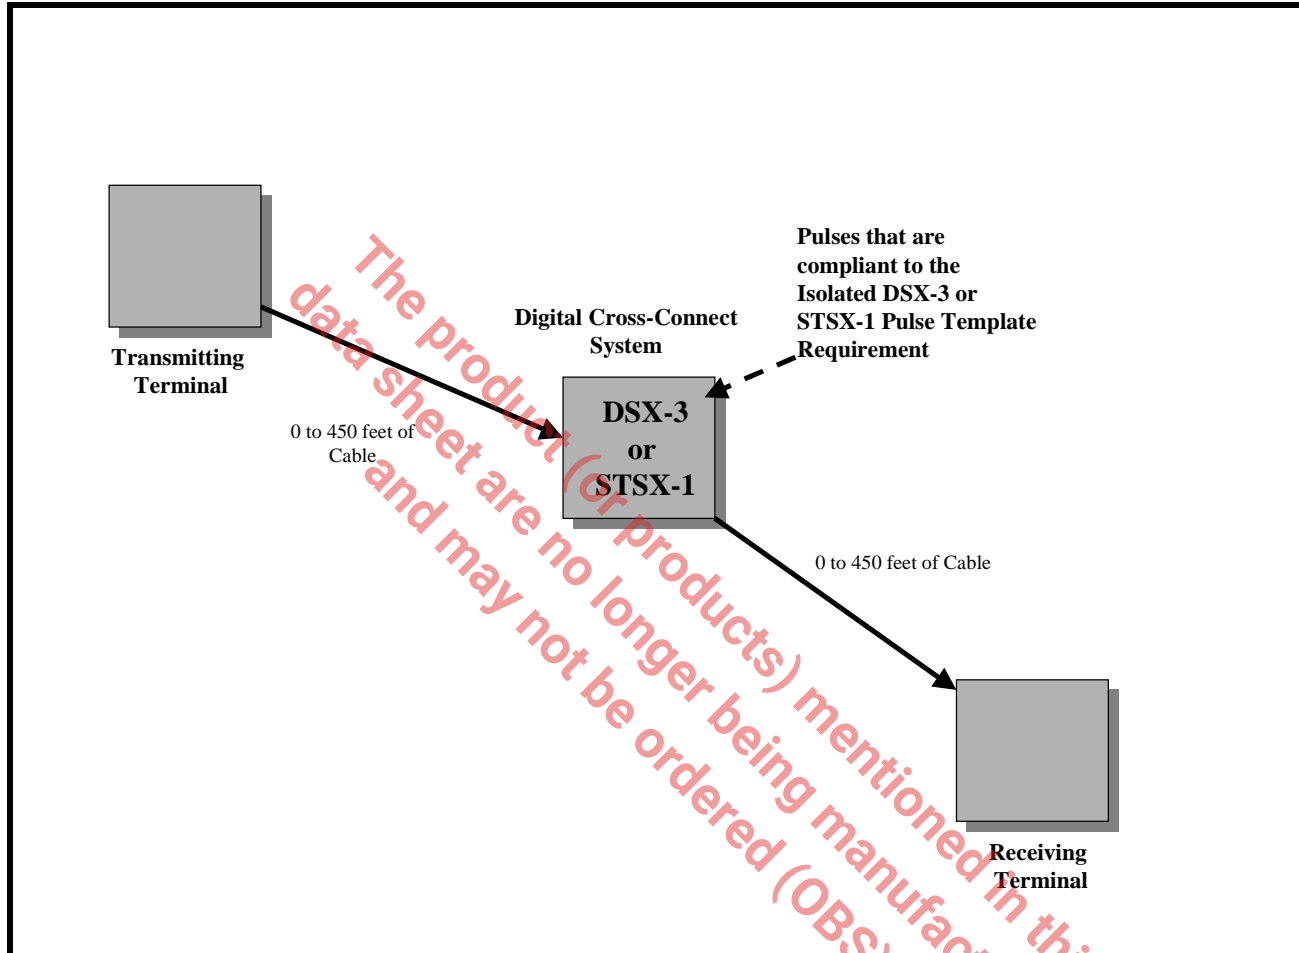 Pulses that are
compliant to the
Isolated DSX-3 or
STSX-1 Pulse Template
Requirement
Digital Cross-Connect
System
Transmitting
Terminal
DSX-3
or
STSX-1
0 to 450 feet of
Cable
0 to 450 feet of Cable
Receiving
Terminal
The product (or products) mentioned in
data sheet are no longer being
and may not be ordered (OBS)